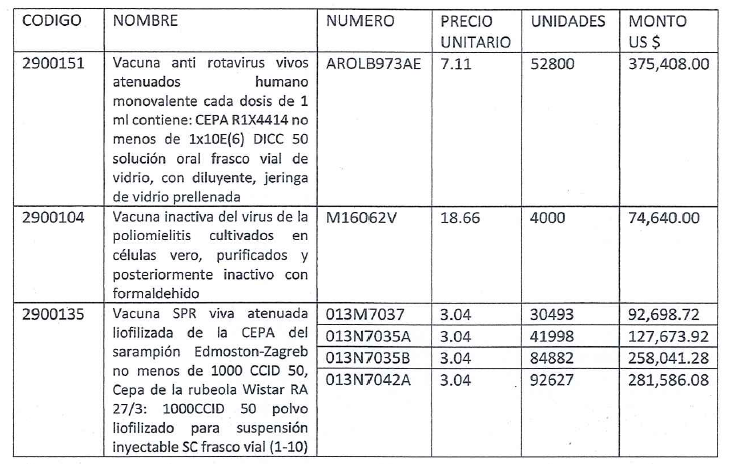 CODIGO NOMBRE NUMERO PRECIO UNITARIO UNIDADES MONTO US $
2900151 Vacuna anti rotavirus vivos AROLB973AE 7.11 52800 375,408.00
atenuados humano
monovalente cada dosis de 1
ml contiene: CEPA R1X4414 no
menos de 1x10E(6) DICC 50
solución oral frasco vial de
vidrio, con diluyente, jeringa
de vidrio prellenada
2900104 Vacuna inactiva del virus de la M16062V 18.66 4000 74,640.00
poliomielitis cultivados en
células vero, purificados y
posteriormente inactivo con
formaldehido
2900135 Vacuna SPR viva atenuada 013M7037 3.04 30493 92,698.72
liofilizada de la CEPA del 013N7035A 3.04 41998 127,673.92
sarampión Edmoston-Zagreb 013N7035B 3.04 84882 258,041.28
no menos de 1000 CCID 50, 013N7042A 3.04 92627 281,586.08
Cepa de la rubeola Wistar RA
27/3: 1000CCID 50 polvo
liofilizado para suspensión
inyectable SC frasco vial (1-10)